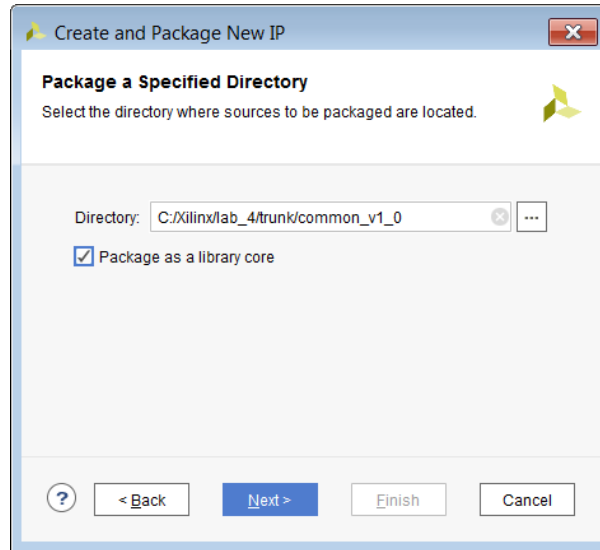 Create and Package New IP
Package a Specified Directory
Select the directory where sources to be packaged are located.
Directory: C:/Xilinx/lab_4/trunk/common_v1_0 ...
Package as a library core
? < Back Next > Finish Cancel